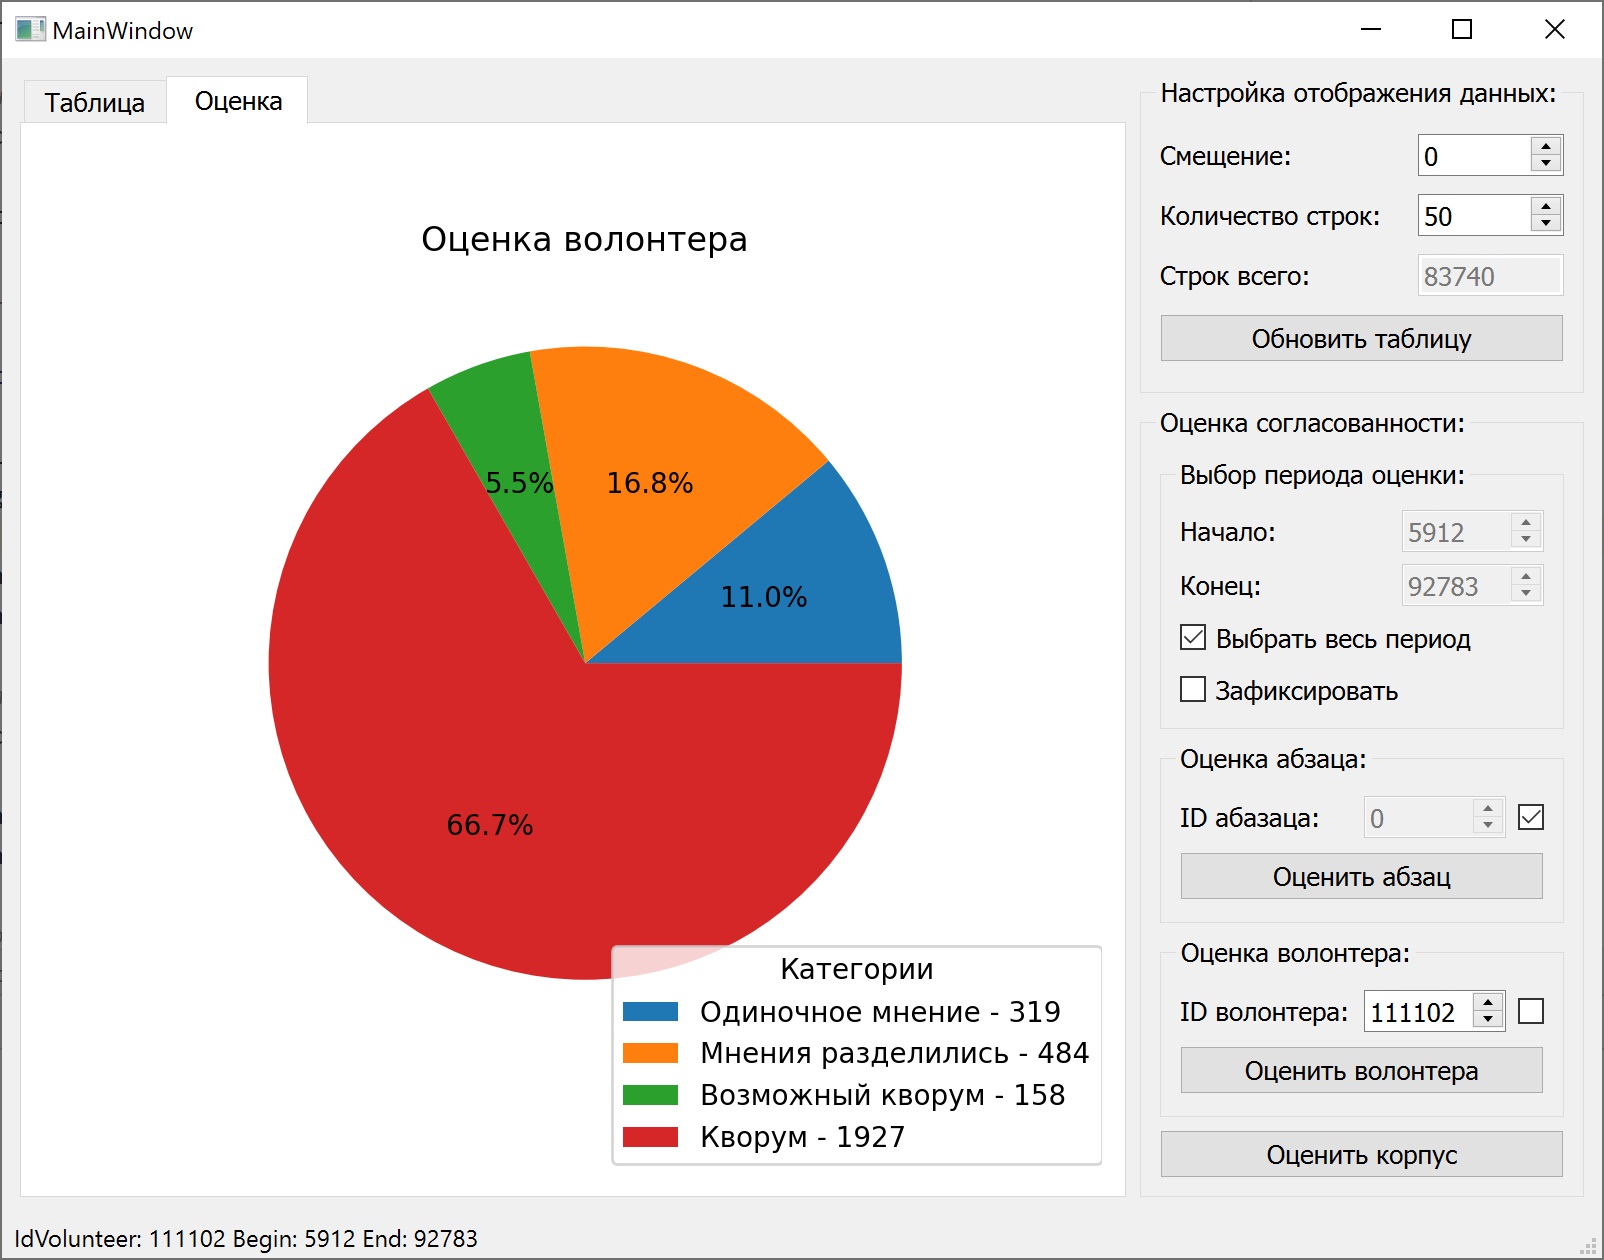 MainWindow
Таблица
Оценка
Оценка волонтера
5.5%
16.8%
11.0%
66.7%
Категории
Одиночное мнение - 319
Мнения разделились - 484
Возможный кворум - 158
Кворум - 1927
Настройка отображения данных:
Смещение: 0
Количество строк: 50
Строк всего: 83740
Обновить таблицу
Оценка согласованности:
Выбор периода оценки:
Начало: 5912
Конец: 92783
Выбрать весь период
Зафиксировать
Оценка абзаца:
ID абазаца: 0
Оценить абзац
Оценка волонтера:
ID волонтера: 111102
Оценить волонтера
Оценить корпус
IdVolunteer: 111102 Begin: 5912 End: 92783